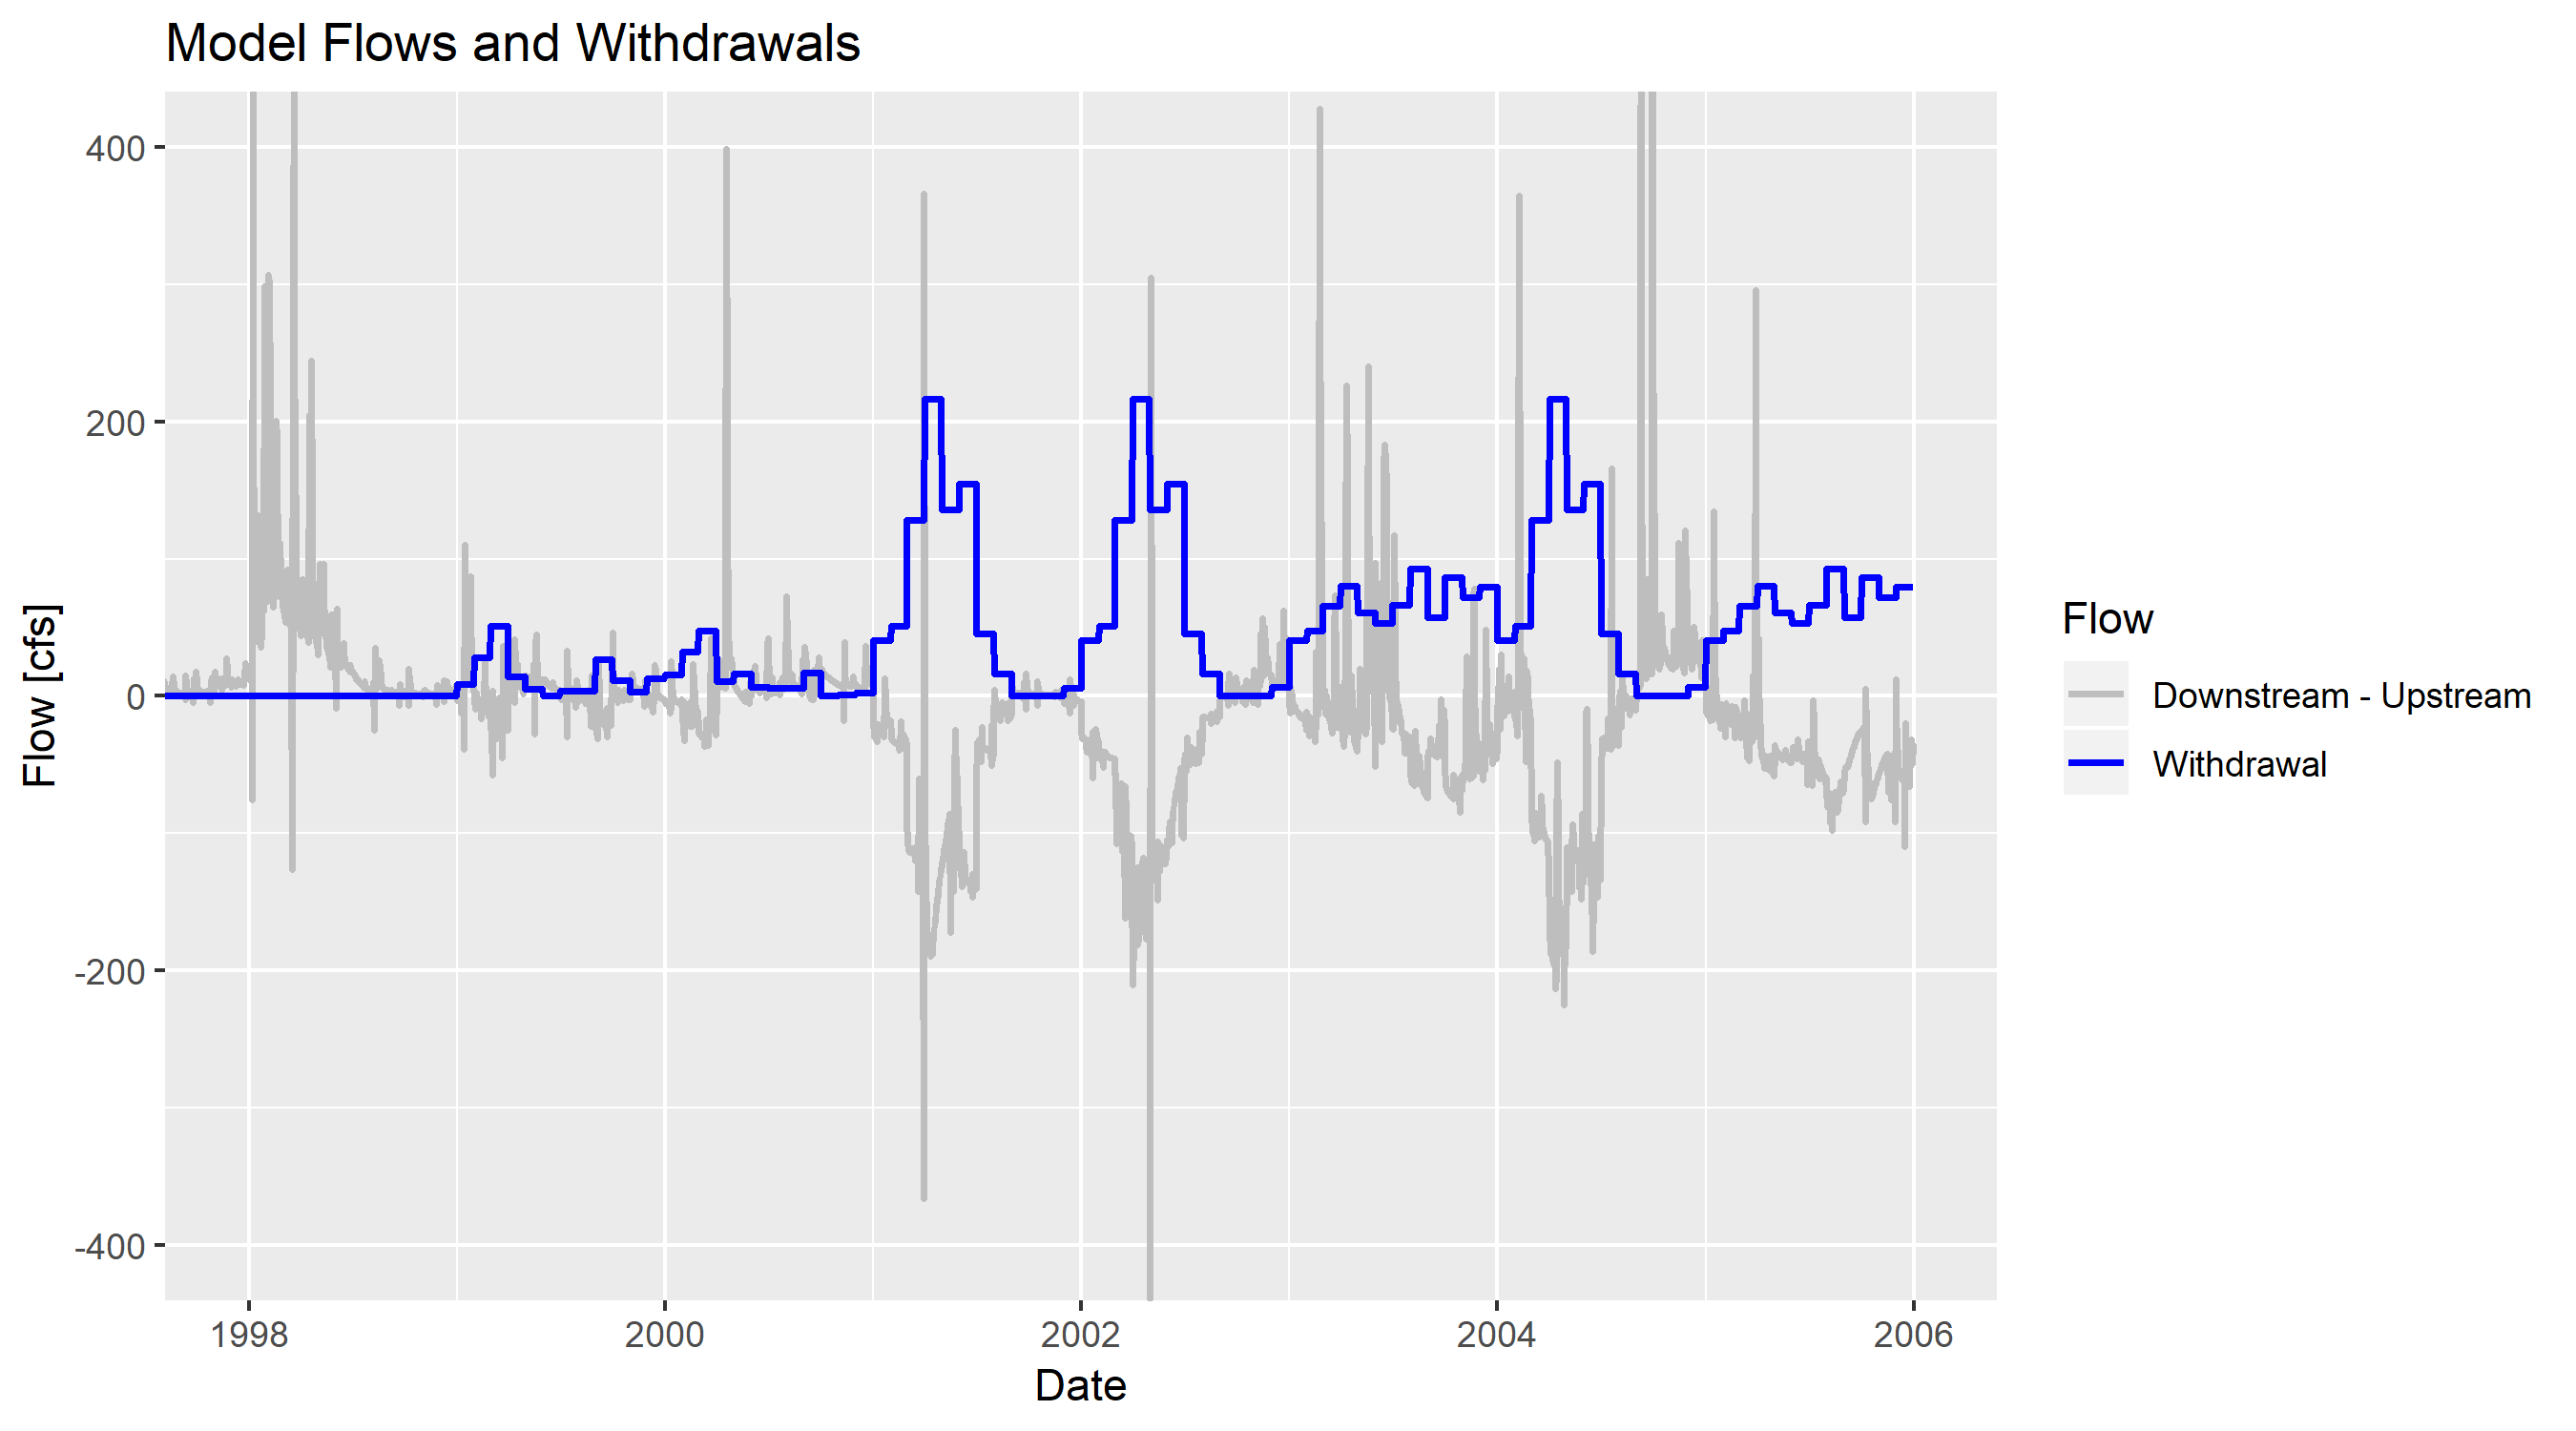 Model Flows and Withdrawals
400
200
0
-200
-400
Flow [cfs]
1998 2000 2002 2004 2006
Date
Flow
Downstream - Upstream
Withdrawal